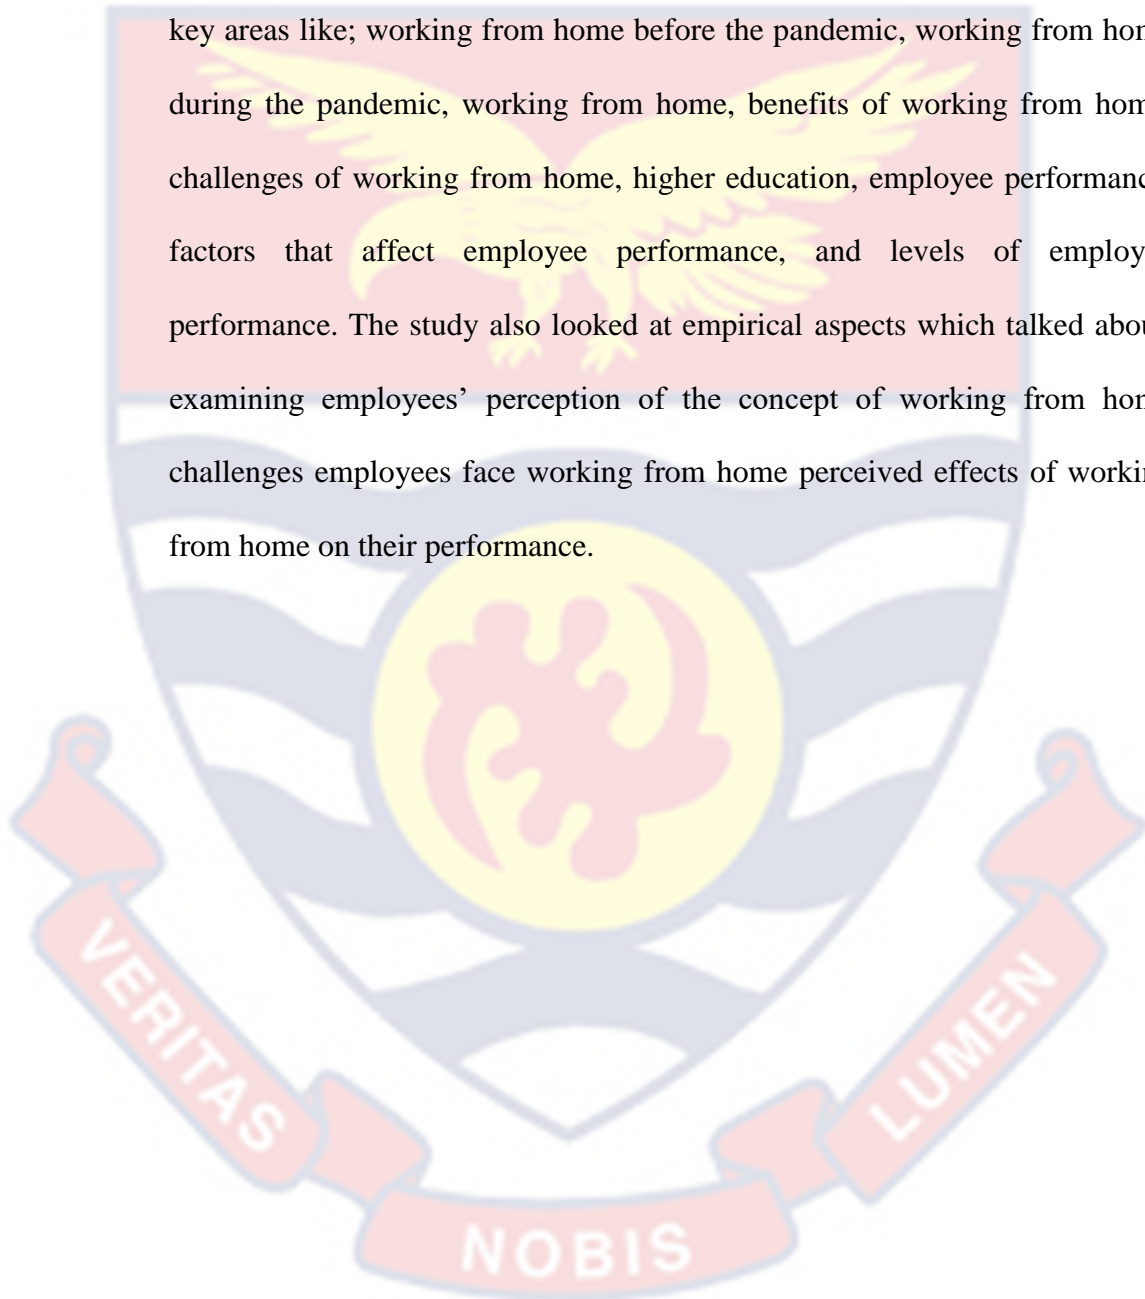 key areas like; working from home before the pandemic, working from hom
during the pandemic, working from home, benefits of working from hom
challenges of working from home, higher education, employee performanc
factors that affect employee performance, and levels of employ
performance. The study also looked at empirical aspects which talked abou
examining employees’ perception of the concept of working from hom
challenges employees face working from home perceived effects of workin
from home on their performance.
VERITAS
NOBIS
LUMEN